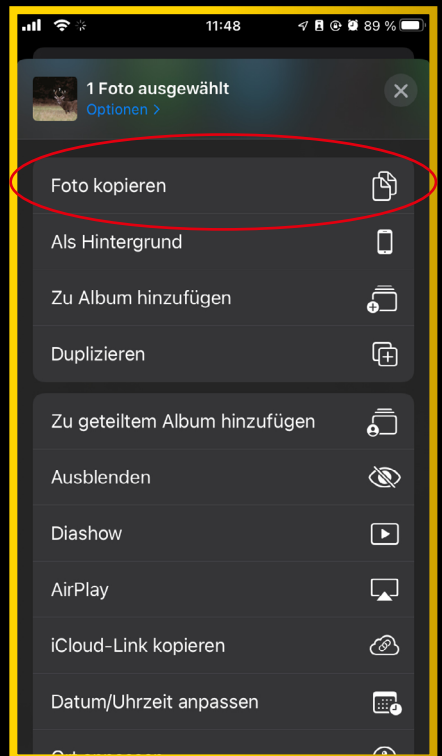 11:48
89 %
1 Foto ausgewählt
Optionen >
Foto kopieren
Als Hintergrund
Zu Album hinzufügen
Duplizieren
Zu geteiltem Album hinzufügen
Ausblenden
Diashow
AirPlay
iCloud-Link kopieren
Datum/Uhrzeit anpassen